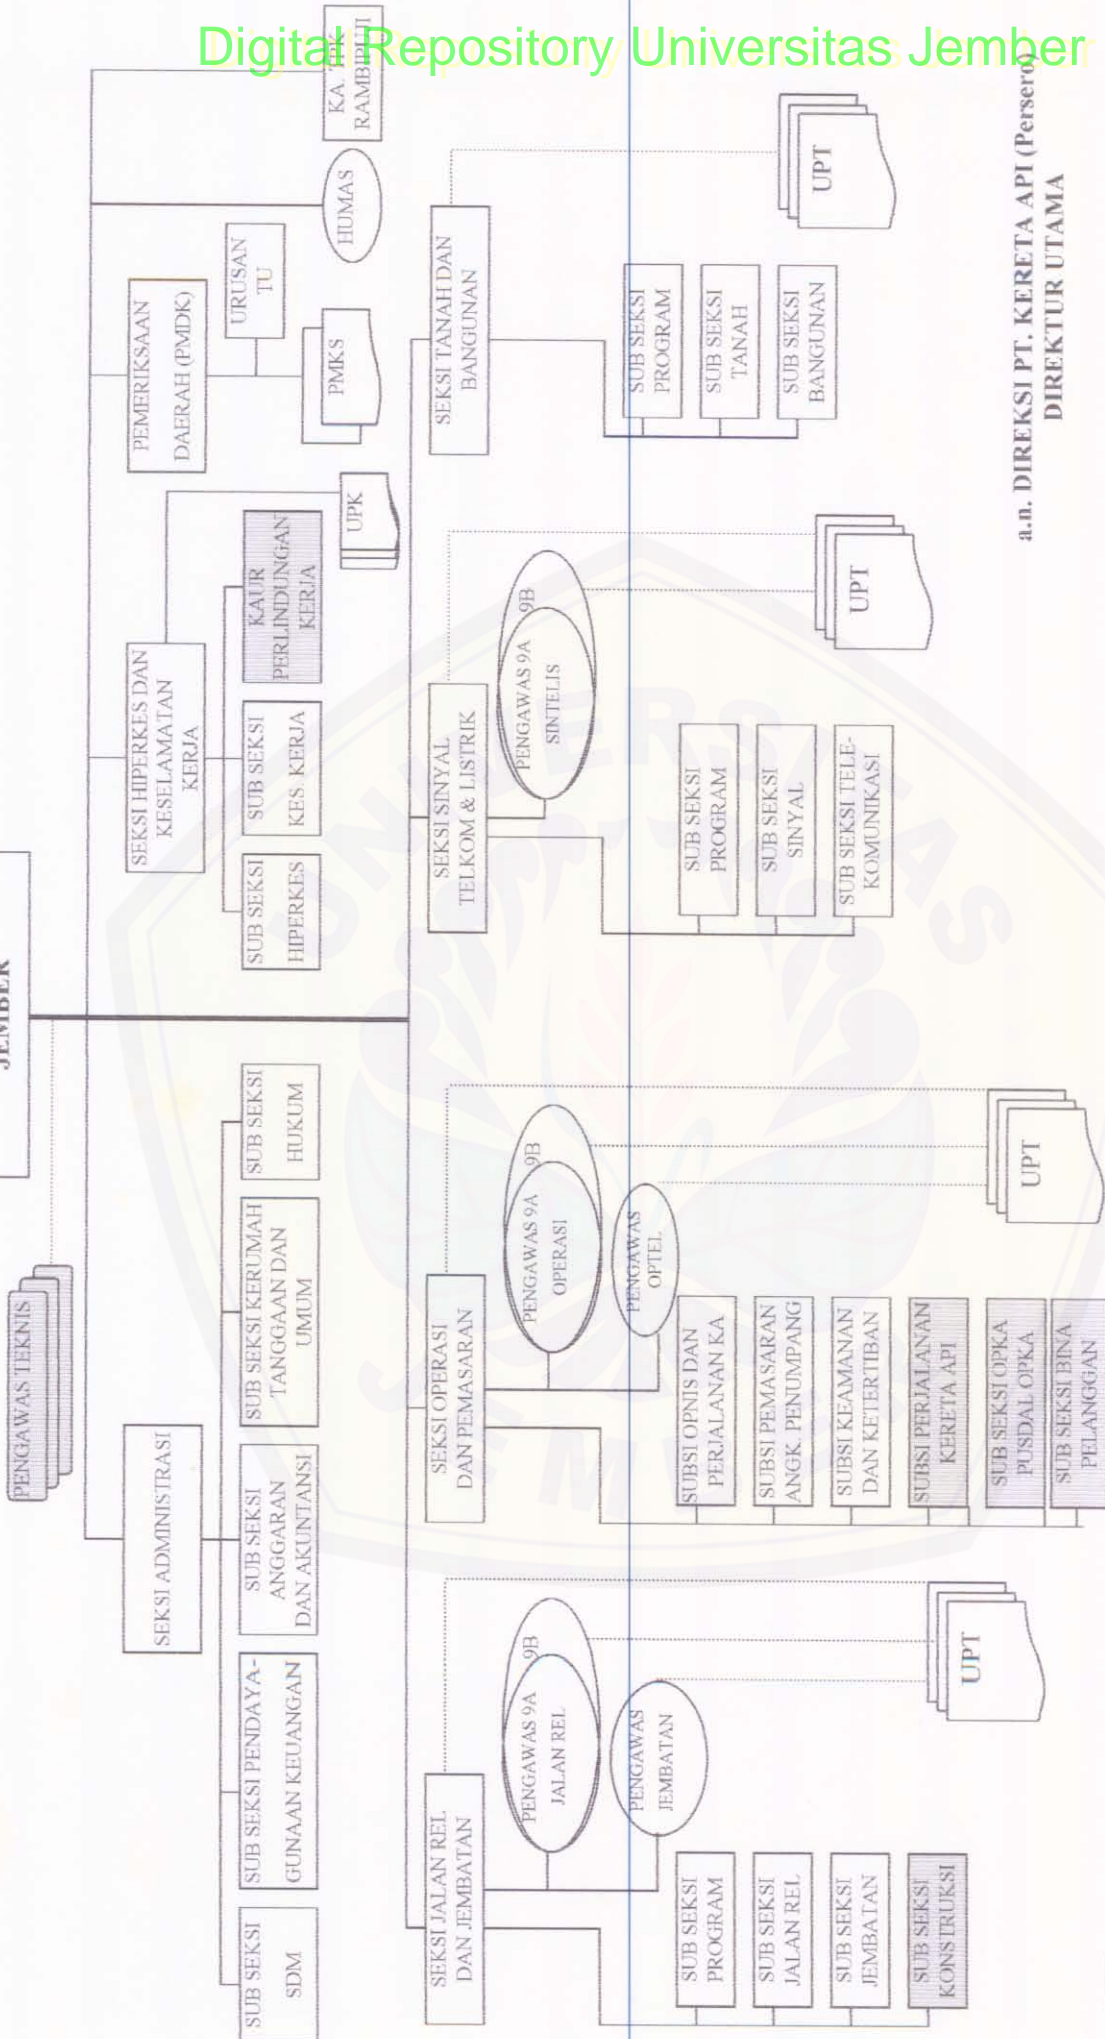 Digital Repository Universitas Jember
JEMBER
PENGAWAS TEKNIS
SEKSI ADMINISTRASI
SUB SEKSI
SDM
SUB SEKSI PENDAYA-
GUNAAN KEUANGAN
SUB SEKSI
ANGGARAN
DAN AKUNTANSI
SUB SEKSI KERUMAH
TANGGAAN DAN
UMUM
SUB SEKSI
HUKUM
SEKSI HIPERKES DAN
KESELAMATAN
KERJA
SUB SEKSI
HIPERKES
SUB SEKSI
KES. KERJA
KAUR
PERLINDUNGAN
KERJA
UPK
PEMERIKSAAN
DAERAH (PMDK)
URUSAN
TU
PMKS
HUMAS
KA. TPK
RAMBIPUJI
SEKSI JALAN REL
DAN JEMBATAN
PENGAWAS 9A
JALAN REL
9B
PENGAWAS
JEMBATAN
SUB SEKSI
PROGRAM
SUB SEKSI
JALAN REL
SUB SEKSI
JEMBATAN
SUB SEKSI
KONSTRUKSI
UPT
SEKSI OPERASI
DAN PEMASARAN
PENGAWAS 9A
OPERASI
9B
PENGAWAS
OPTEL
SUBSI OPNIS DAN
PERJALANAN KA
SUBSI PEMASARAN
ANGK. PENUMPANG
SUBSI KEAMANAN
DAN KETERTIBAN
SUBSI PERJALANAN
KERETA API
SUB SEKSI OPKA
PUSDAL OPKA
SUB SEKSI BINA
PELANGGAN
UPT
SEKSI SINYAL
TELKOM & LISTRIK
PENGAWAS 9A
SINTELIS
9B
SUB SEKSI
PROGRAM
SUB SEKSI
SINYAL
SUB SEKSI TELE-
KOMUNIKASI
UPT
SEKSI TANAH DAN
BANGUNAN
SUB SEKSI
PROGRAM
SUB SEKSI
TANAH
SUB SEKSI
BANGUNAN
UPT
a.n. DIREKSI PT. KERETA API (Persero)
DIREKTUR UTAMA
UNIVERSITAS
JEMBER